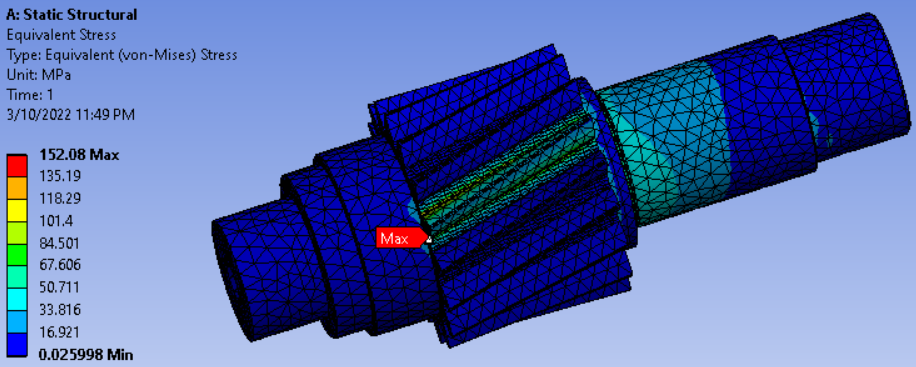 A: Static Structural
Equivalent Stress
Type: Equivalent (von-Mises) Stress
Unit: MPa
Time: 1
3/10/2022 11:49 PM
152.08 Max
135.19
118.29
101.4
84.501
67.606
50.711
33.816
16.921
0.025998 Min
Max